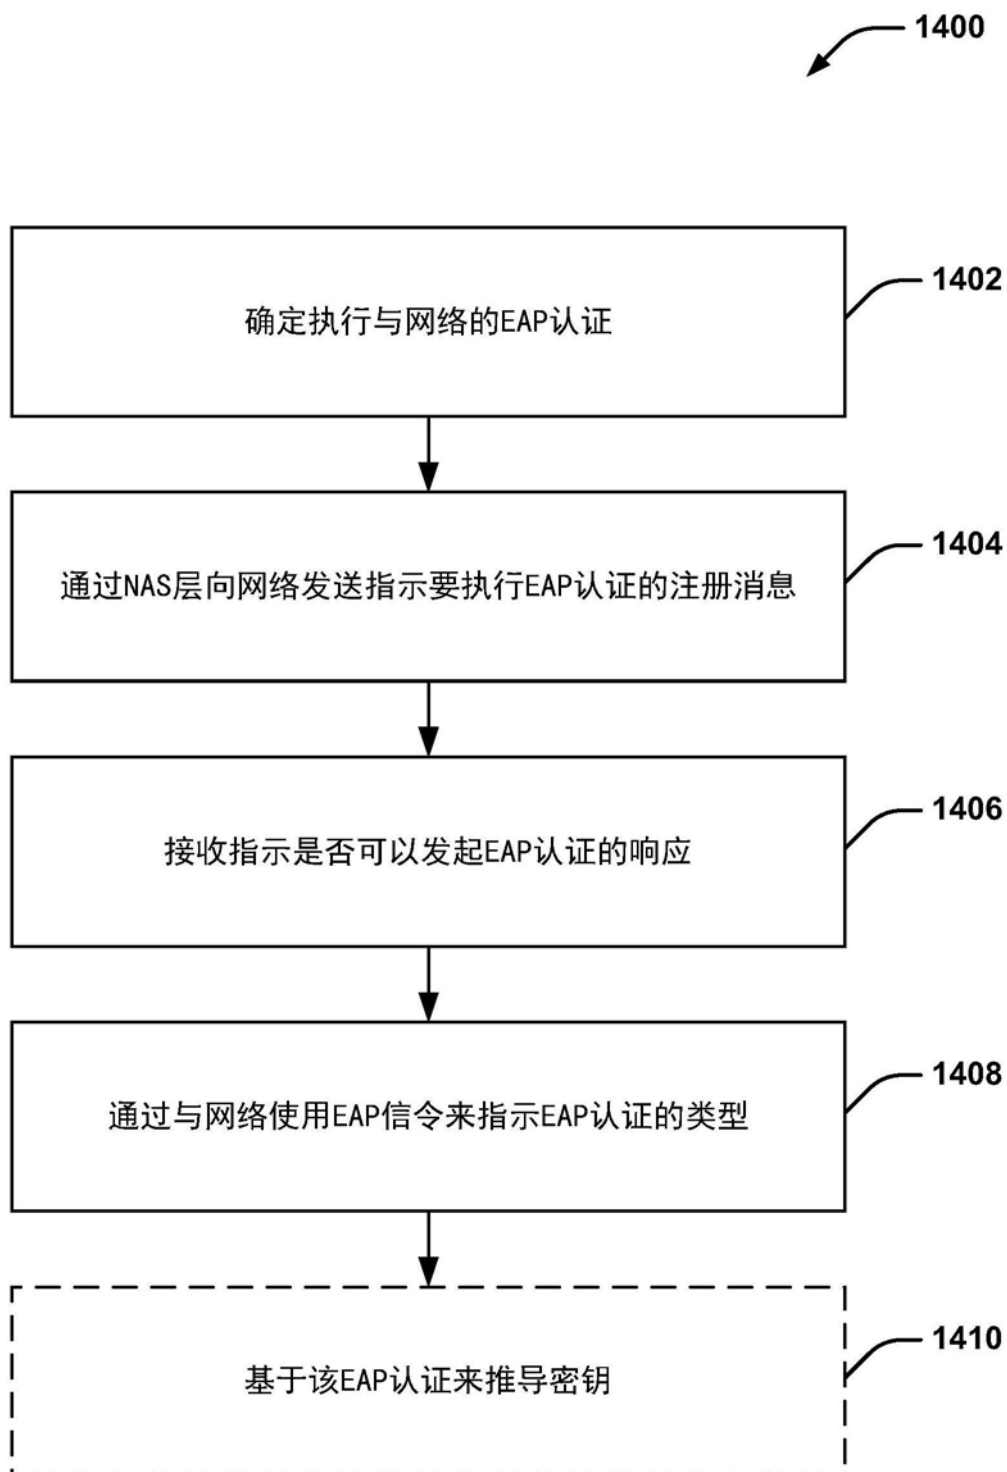 1400
确定执行与网络的EAP认证
1402
通过NAS层向网络发送指示要执行EAP认证的注册消息
1404
接收指示是否可以发起EAP认证的响应
1406
通过与网络使用EAP信令来指示EAP认证的类型
1408
基于该EAP认证来推导密钥
1410